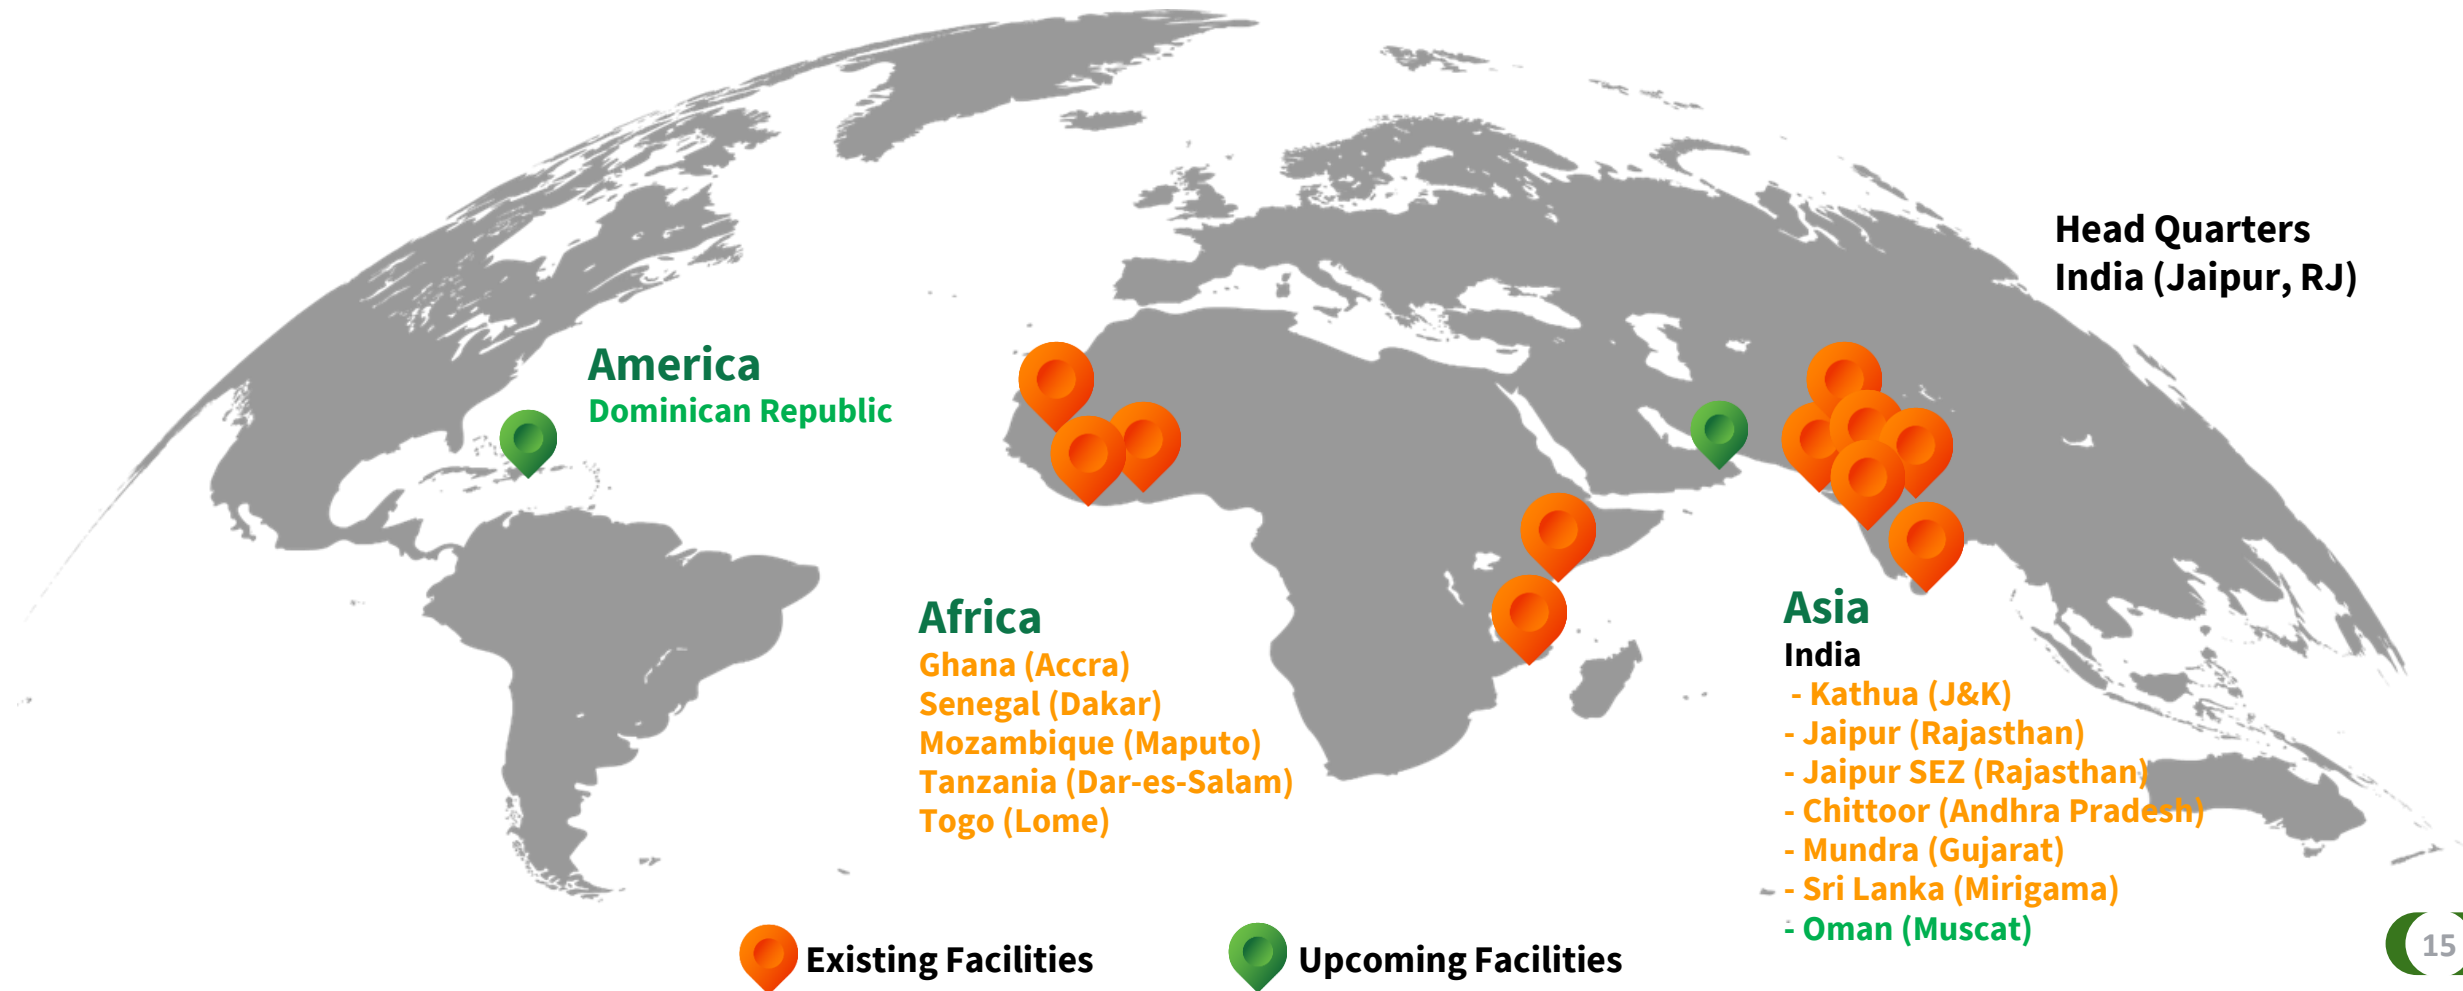 Head Quarters
India (Jaipur, RJ)
America
Dominican Republic
Africa
Ghana (Accra)
Senegal (Dakar)
Mozambique (Maputo)
Tanzania (Dar-es-Salam)
Togo (Lome)
Asia
India
- Kathua (J&K)
- Jaipur (Rajasthan)
- Jaipur SEZ (Rajasthan)
- Chittoor (Andhra Pradesh)
- Mundra (Gujarat)
- Sri Lanka (Mirigama)
- Oman (Muscat)
Existing Facilities
Upcoming Facilities
15